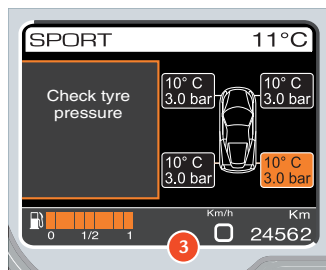 SPORT 11°C
Check tyre
pressure
10° C
3.0 bar
10° C
3.0 bar
10° C
3.0 bar
10° C
3.0 bar
0 1/2 1
Km/h
0
Km
24562
3